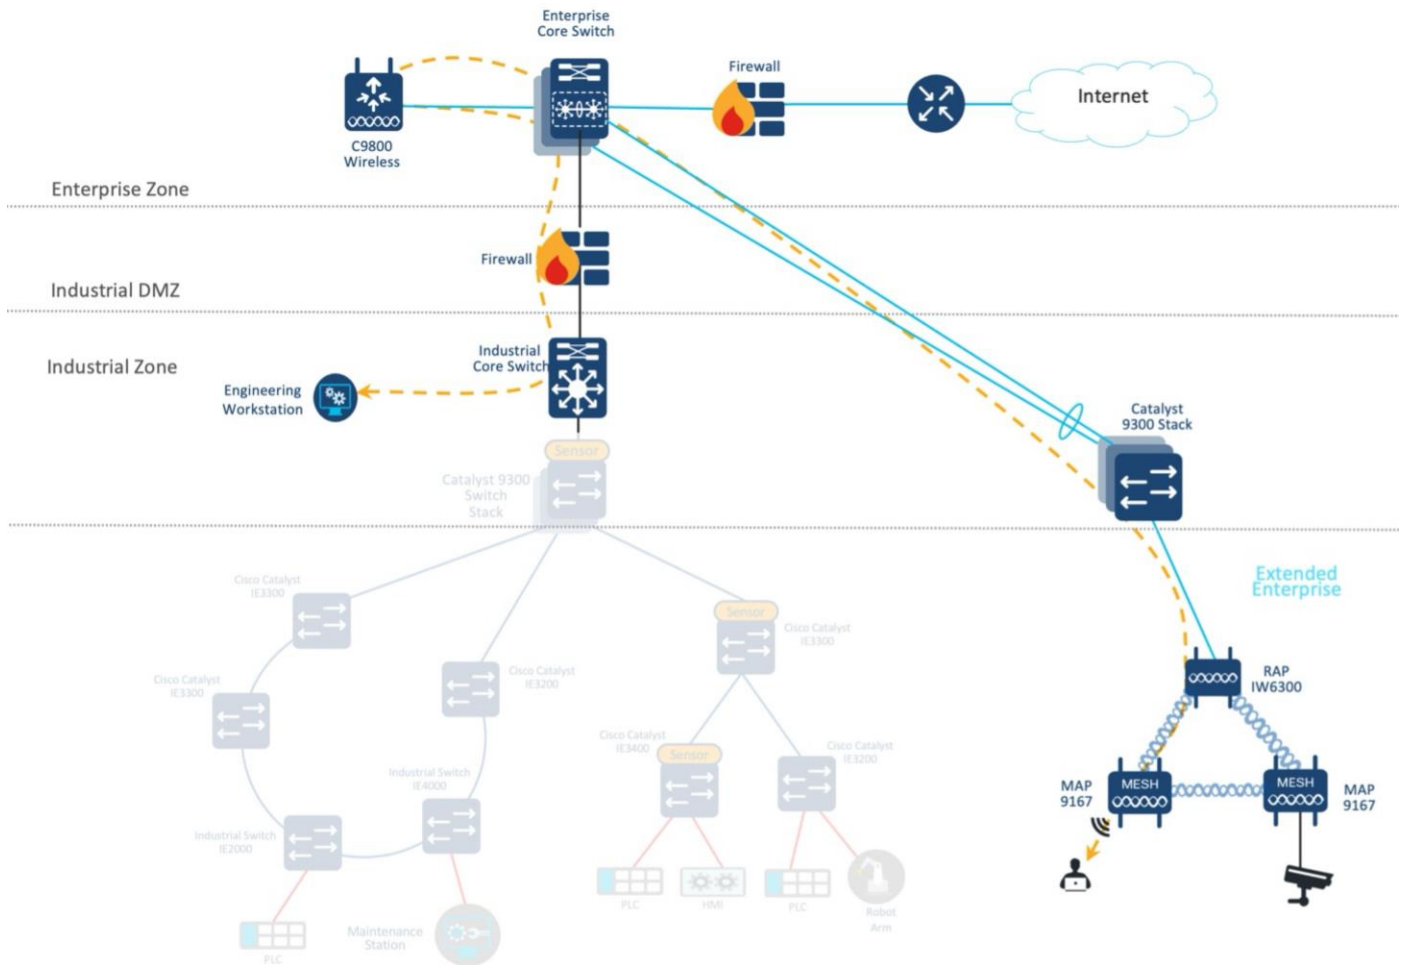 Enterprise
Core Switch
Firewall
Internet
C9800
Wireless
Enterprise Zone
Firewall
Industrial DMZ
Industrial
Core Switch
Industrial Zone
Engineering
Workstation
Catalyst
9300 Stack
Sensor
Catalyst 9300
Switch
Stack
Extended
Enterprise
Cisco Catalyst
IE3300
Sensor
Cisco Catalyst
IE3300
Cisco Catalyst
IE3200
Cisco Catalyst
IE3300
RAP
IW6300
Cisco Catalyst
IE3400
Sensor
Cisco Catalyst
IE3200
Industrial Switch
IE4000
MAP
9167
MESH
MESH
MAP
9167
Industrial Switch
IE2000
PLC
HMI
PLC
Robot
Arm
Maintenance
Station
PLC